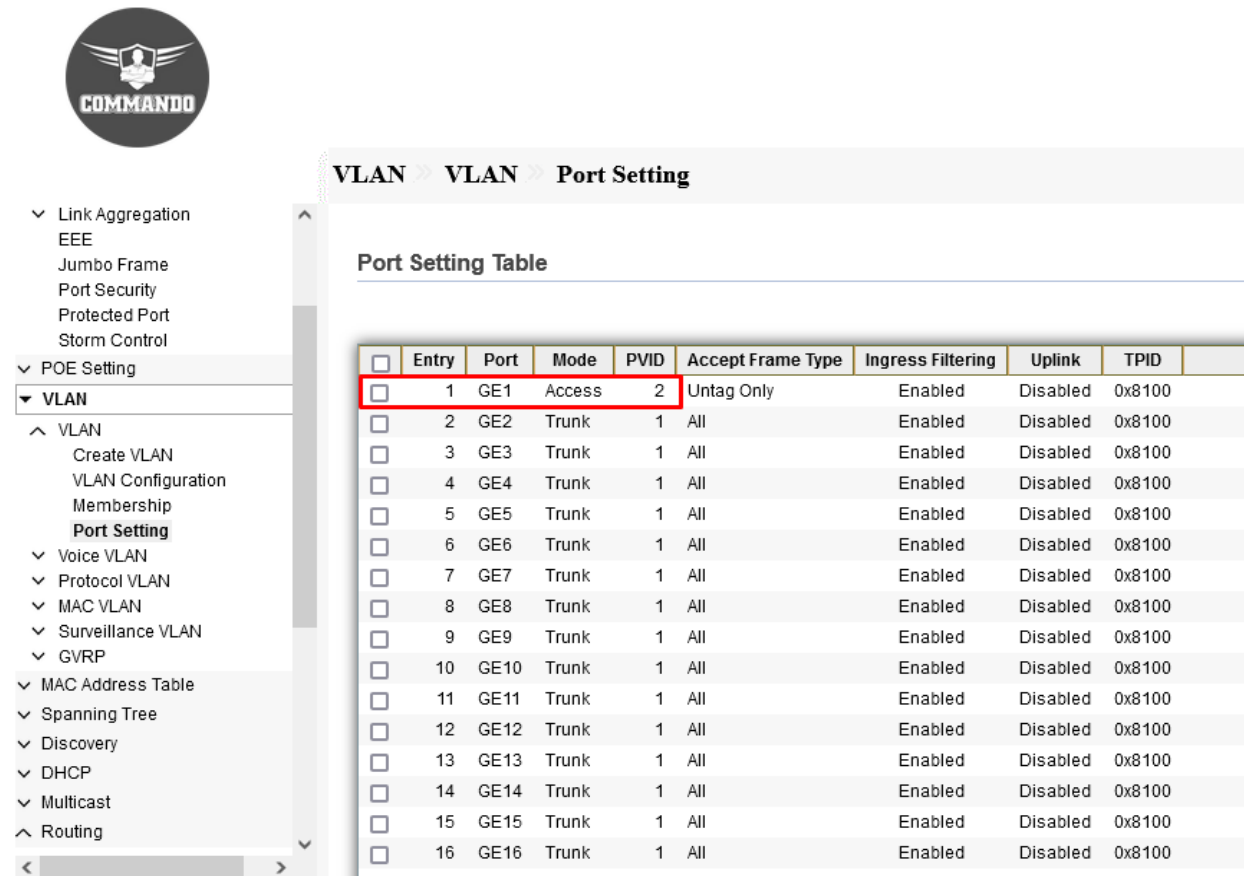 COMMANDO
VLAN » VLAN » Port Setting
Link Aggregation
EEE
Jumbo Frame
Port Security
Protected Port
Storm Control
POE Setting
VLAN
VLAN
Create VLAN
VLAN Configuration
Membership
Port Setting
Voice VLAN
Protocol VLAN
MAC VLAN
Surveillance VLAN
GVRP
MAC Address Table
Spanning Tree
Discovery
DHCP
Multicast
Routing
Port Setting Table
Entry Port Mode PVID Accept Frame Type Ingress Filtering Uplink TPID
1 GE1 Access 2 Untag Only Enabled Disabled 0x8100
2 GE2 Trunk 1 All Enabled Disabled 0x8100
3 GE3 Trunk 1 All Enabled Disabled 0x8100
4 GE4 Trunk 1 All Enabled Disabled 0x8100
5 GE5 Trunk 1 All Enabled Disabled 0x8100
6 GE6 Trunk 1 All Enabled Disabled 0x8100
7 GE7 Trunk 1 All Enabled Disabled 0x8100
8 GE8 Trunk 1 All Enabled Disabled 0x8100
9 GE9 Trunk 1 All Enabled Disabled 0x8100
10 GE10 Trunk 1 All Enabled Disabled 0x8100
11 GE11 Trunk 1 All Enabled Disabled 0x8100
12 GE12 Trunk 1 All Enabled Disabled 0x8100
13 GE13 Trunk 1 All Enabled Disabled 0x8100
14 GE14 Trunk 1 All Enabled Disabled 0x8100
15 GE15 Trunk 1 All Enabled Disabled 0x8100
16 GE16 Trunk 1 All Enabled Disabled 0x8100